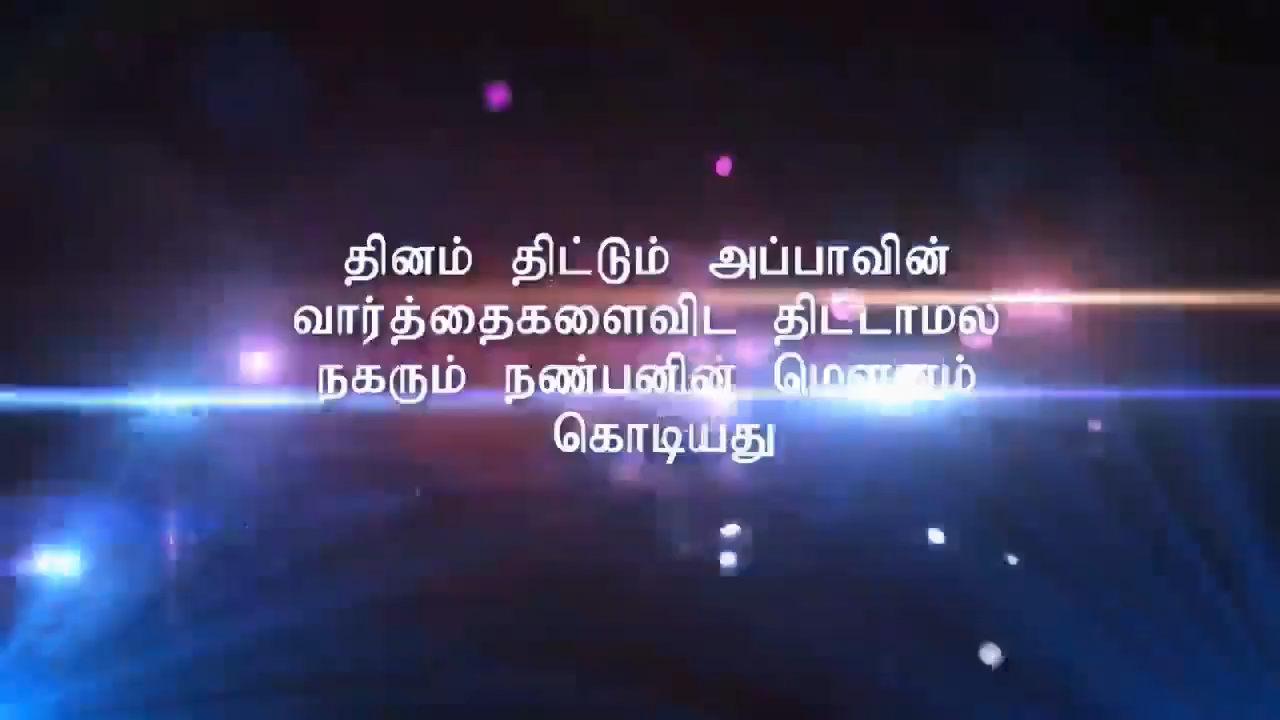 தினம் திட்டும் அப்பாவின்
வார்த்தைகளைவிட திட்டாமல்
நகரும் நண்பனின் மௌனம்
கொடியது